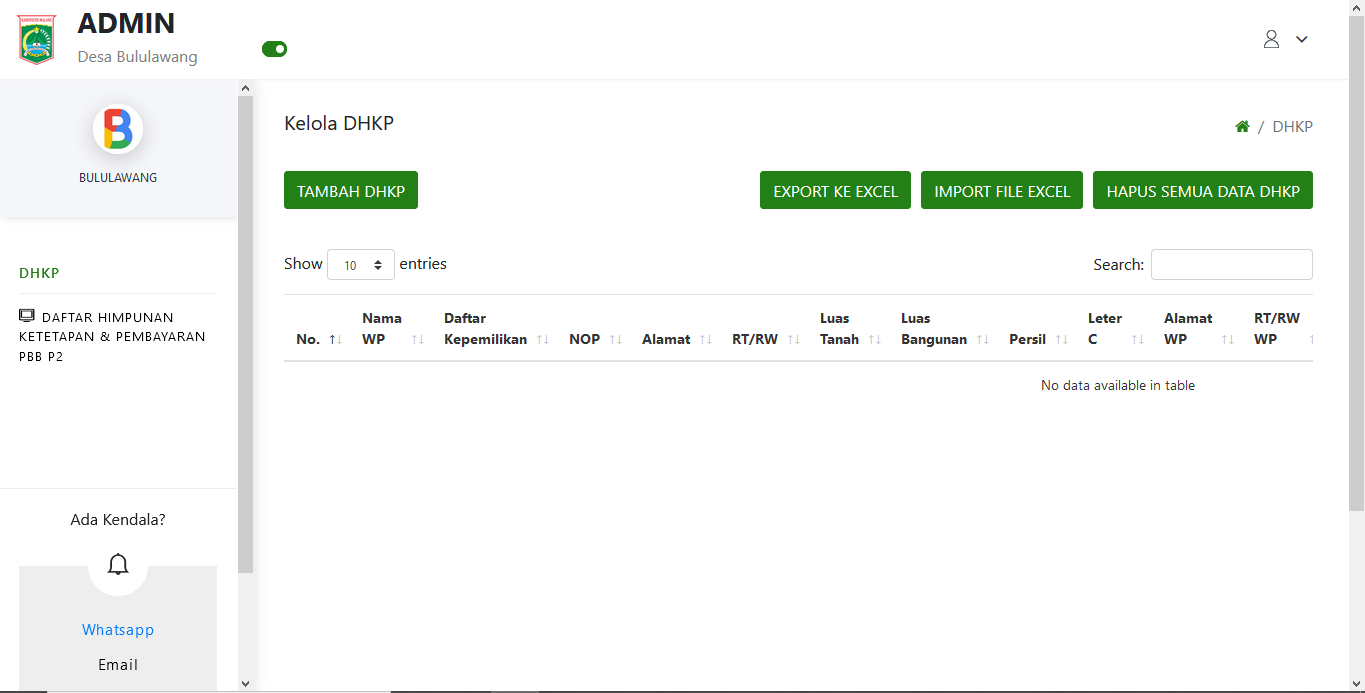 ADMIN
Desa Bululawang
BULULAWANG
DHKP
DAFTAR HIMPUNAN
KETETAPAN & PEMBAYARAN
PBB P2
Ada Kendala?
Whatsapp
Email
Kelola DHKP
/ DHKP
TAMBAH DHKP
EXPORT KE EXCEL
IMPORT FILE EXCEL
HAPUS SEMUA DATA DHKP
Show 10 entries
Search:
No.
Nama
WP
Daftar
Kepemilikan
NOP
Alamat
RT/RW
Luas
Tanah
Luas
Bangunan
Persil
Leter
C
Alamat
WP
RT/RW
WP
No data available in table